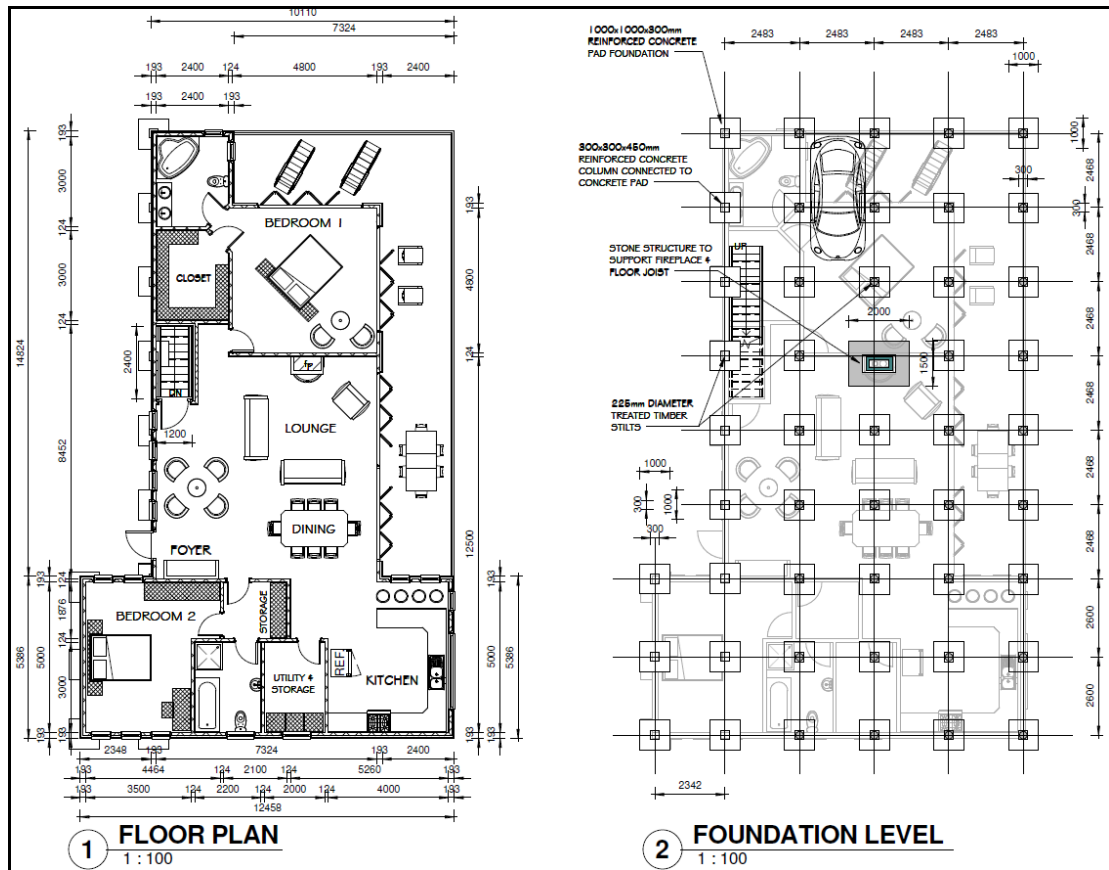 10110
7324
193
2400
124
4800
193
2400
2400
193
193
3000
124
3000
124
8452
14824
2400
1200
BEDROOM 1
CLOSET
DN
fp
LOUNGE
DINING
FOYER
BEDROOM 2
STORAGE
UTILITY &
STORAGE
REF
KITCHEN
193
4800
124
12500
193
5000
5386
193
193
124
1876
124
3000
193
5000
5386
193
2348
193
7324
193
2400
193
4464
124
2100
124
5260
193
193
3500
124
2200
124
2000
124
4000
193
12458
1 FLOOR PLAN
1 : 100
1000x1000x300mm
REINFORCED CONCRETE
PAD FOUNDATION
2483
2483
2483
2483
1000
1000
300x300x450mm
REINFORCED CONCRETE
COLUMN CONNECTED TO
CONCRETE PAD
300
300
STONE STRUCTURE TO
SUPPORT FIREPLACE &
FLOOR JOIST
UP
2000
1500
225mm DIAMETER
TREATED TIMBER
STILTS
1000
1000
300
300
2468
2468
2468
2468
2468
2468
2600
2600
2342
2 FOUNDATION LEVEL
1 : 100